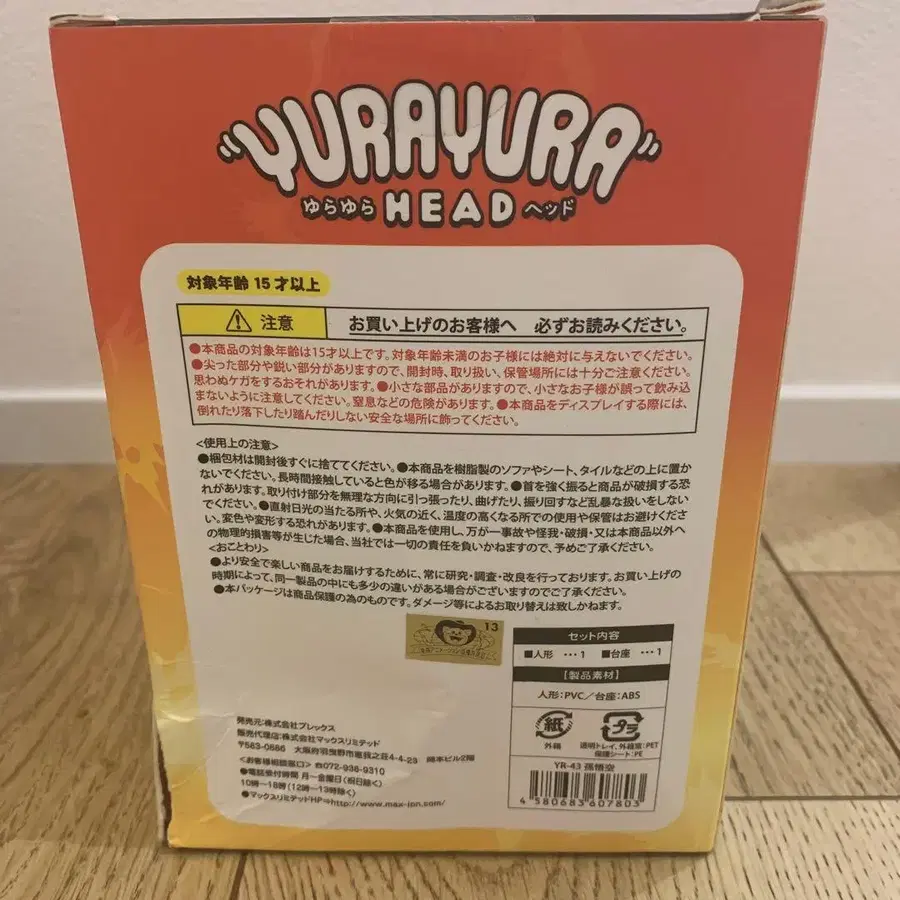 YURAYURA
ゆらゆら HEAD ヘッド
対象年齢 15 才以上
注意 お買い上げのお客様へ 必ずお読みください。
●本商品の対象年齢は15才以上です。対象年齢未満のお子様には絶対に与えないでください。
●尖った部分や鋭い部分がありますので、開封時、取り扱い、保管場所には十分ご注意ください。
思わぬケガをするおそれがあります。●小さな部品がありますので、小さなお子様が誤って飲み込
まないように注意してください。窒息などの危険があります。●本商品をディスプレイする際には、
倒れたり落下したり踏んだりしない安全な場所に飾ってください。
<使用上の注意>
●梱包材は開封後すぐに捨ててください。●本商品を樹脂製のソファやシート、タイルなどの上に置か
ないでください。長時間接触していると色が移る場合があります。●首を強く振ると商品が破損する恐
れがあります。取り付け部分を無理な方向に引っ張ったり、曲げたり、振り回すなど乱暴な扱いをしない
でください。●直射日光の当たる所や、火気の近く、温度の高くなる所での使用や保管はお避けくださ
い。変色や変形する恐れがあります。●本商品を使用し、万が一事故や怪我・破損・又は本商品以外へ
の物的損害等が生じた場合、当社では一切の責任を負いかねますので、予めご了承ください。
<おことわり>
●より安全で楽しい商品をお届けするために、常に研究・調査・改良を行っております。お買い上げの
時期によって、同一製品の中にも多少の違いがある場合がございますのでご了承ください。
●本パッケージは商品保護の為のものです。ダメージ等によるお取り替えは致しかねます。
13
セット内容
■人形 ・・・1 ■台座 ・・・1
【製品素材】
人形:PVC/台座:ABS
紙 プラ
外箱 透明トレイ、外緩窓:PET
保護シート:PE
YR-43 孫悟空
4 580683 607803
発売元:株式会社プレックス
販売代理店:株式会社マックスリミテッド
〒583-0886 大阪府羽曳野市恵我之荘4-4-23 岡本ビル2階
<お客様相談窓口> ☎072-938-9310
●電話受付時間 月〜金曜日(祝日除く)
10時〜18時(12時〜13時除く)
●マックスリミテッドHP⇒http://www.max-jpn.com/